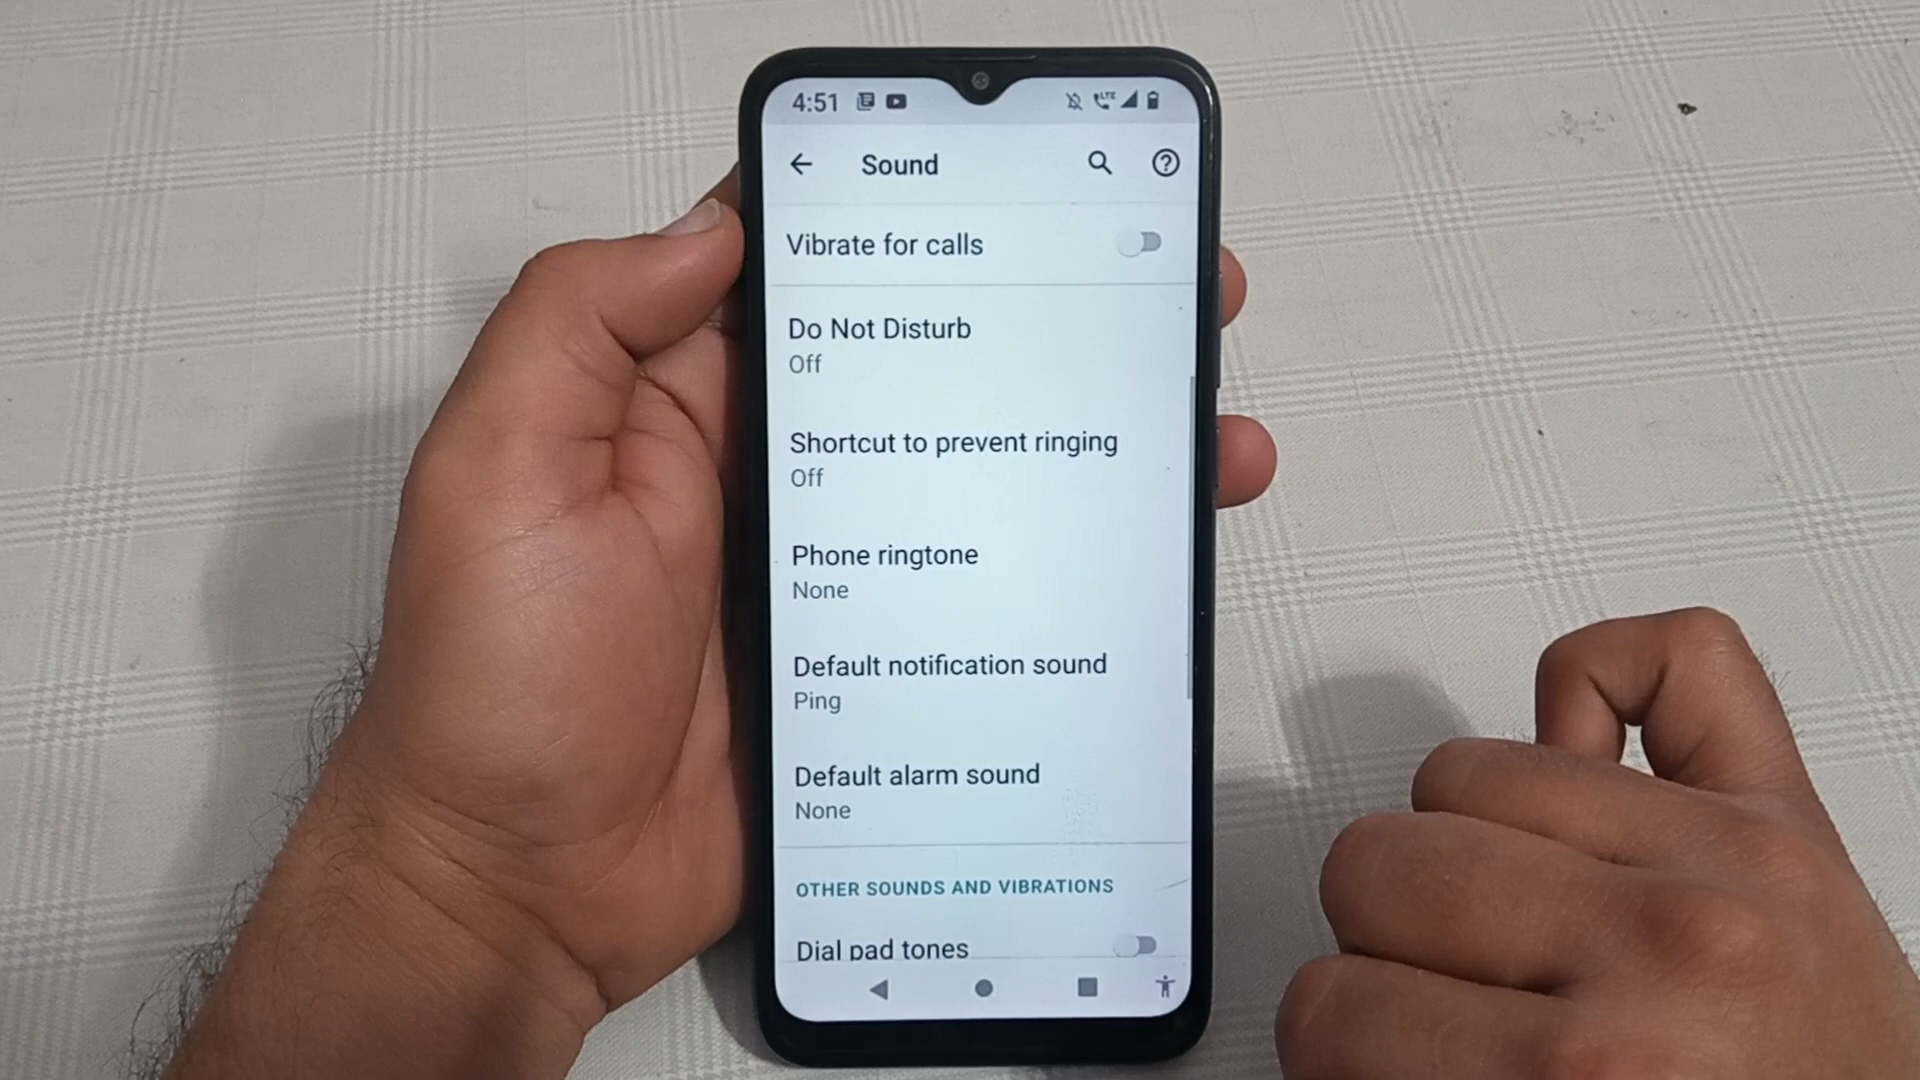 4:51 LTE
Sound
Vibrate for calls
Do Not Disturb
Off
Shortcut to prevent ringing
Off
Phone ringtone
None
Default notification sound
Ping
Default alarm sound
None
OTHER SOUNDS AND VIBRATIONS
Dial pad tones